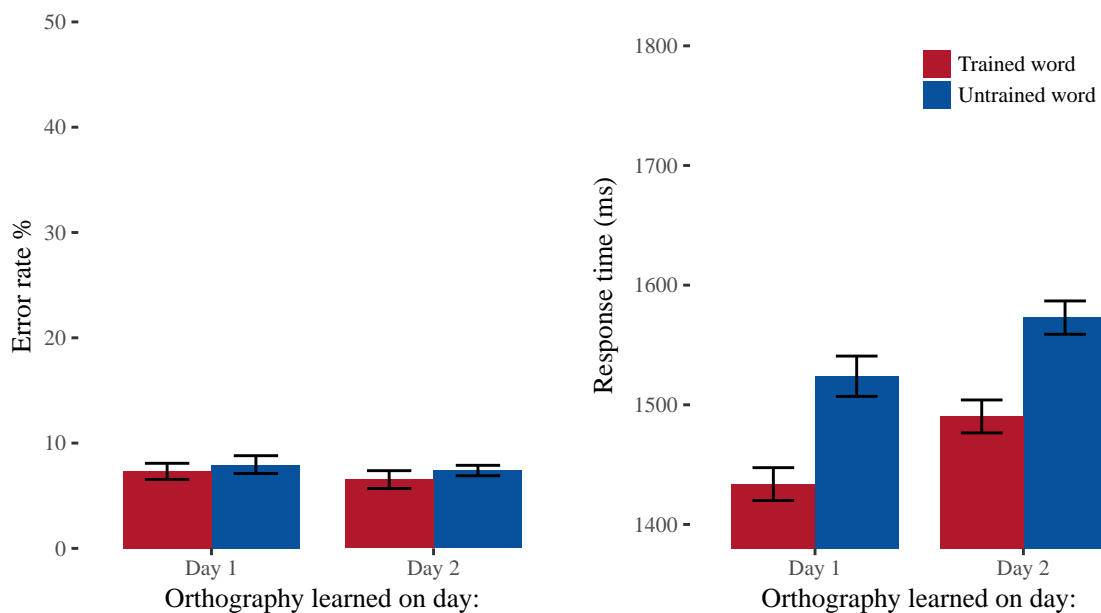 50
40
30
20
10
0
Error rate %
Day 1
Day 2
Orthography learned on day:
1800
1700
1600
1500
1400
Response time (ms)
Trained word
Untrained word
Day 1
Day 2
Orthography learned on day: